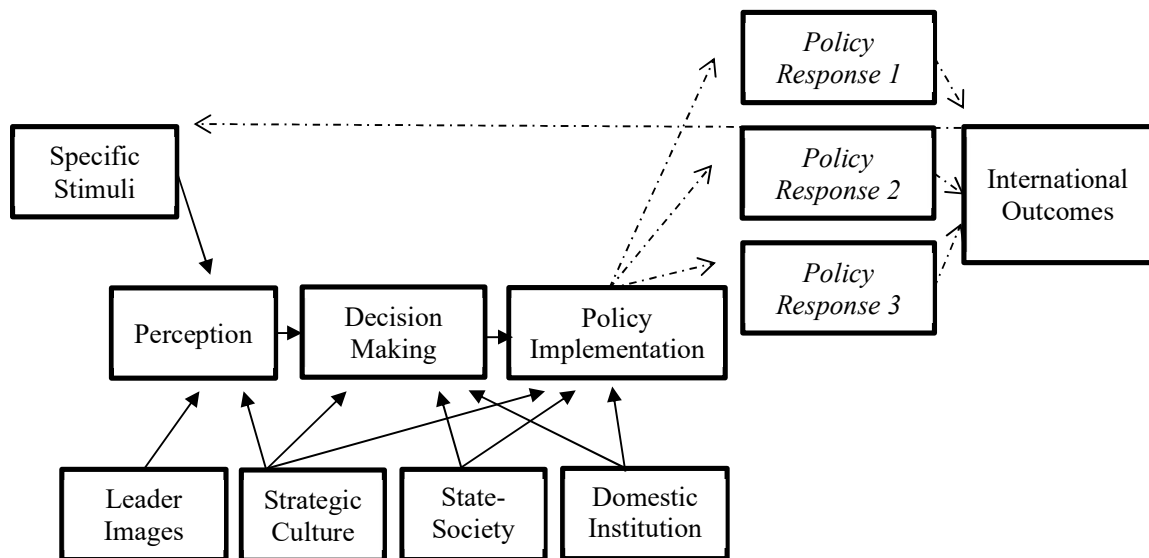 Policy
Response 1
Specific
Stimuli
Policy
Response 2
International
Outcomes
Policy
Response 3
Perception
Decision
Making
Policy
Implementation
Leader
Images
Strategic
Culture
State-
Society
Domestic
Institution